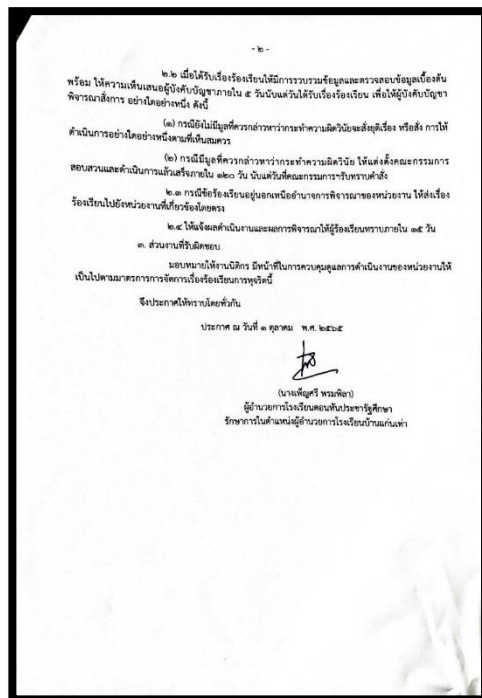 - ๒ -
๒.๒ เมื่อได้รับเรื่องร้องเรียนให้มีการรวบรวมข้อมูลและตรวจสอบข้อมูลเบื้องต้น
พร้อม ให้ความเห็นเสนอผู้บังคับบัญชาภายใน ๕ วันนับแต่วันได้รับเรื่องร้องเรียน เพื่อให้ผู้บังคับบัญชา
พิจารณาสั่งการ อย่างใดอย่างหนึ่ง ดังนี้
(๑) กรณียังไม่มีมูลที่ควรกล่าวหาว่ากระทำความผิดวินัยจะสั่งยุติเรื่อง หรือสั่ง การให้
ดำเนินการอย่างใดอย่างหนึ่งตามที่เห็นสมควร
(๒) กรณีมีมูลที่ควรกล่าวหาว่ากระทำความผิดวินัย ให้แต่งตั้งคณะกรรมการ
สอบสวนและดำเนินการแล้วเสร็จภายใน ๑๒๐ วัน นับแต่วันที่คณะกรรมการฯรับทราบคำสั่ง
๒.๓ กรณีข้อร้องเรียนอยู่นอกเหนืออำนาจการพิจารณาของหน่วยงาน ให้ส่งเรื่อง
ร้องเรียนไปยังหน่วยงานที่เกี่ยวข้องโดยตรง
๒.๔ ให้แจ้งผลดำเนินงานและผลการพิจารณาให้ผู้ร้องเรียนทราบภายใน ๑๕ วัน
๓. ส่วนงานที่รับผิดชอบ
มอบหมายให้งานนิติกร มีหน้าที่ในการควบคุมดูแลการดำเนินงานของหน่วยงานให้
เป็นไปตามมาตรการการจัดการเรื่องร้องเรียนการทุจริตนี้
จึงประกาศให้ทราบโดยทั่วกัน
ประกาศ ณ วันที่ ๑ ตุลาคม พ.ศ. ๒๕๖๕
(นางเพ็ญศรี พรมพิลา)
ผู้อำนวยการโรงเรียนดอนหันประชารัฐศึกษา
รักษาการในตำแหน่งผู้อำนวยการโรงเรียนบ้านแก่นเท่า